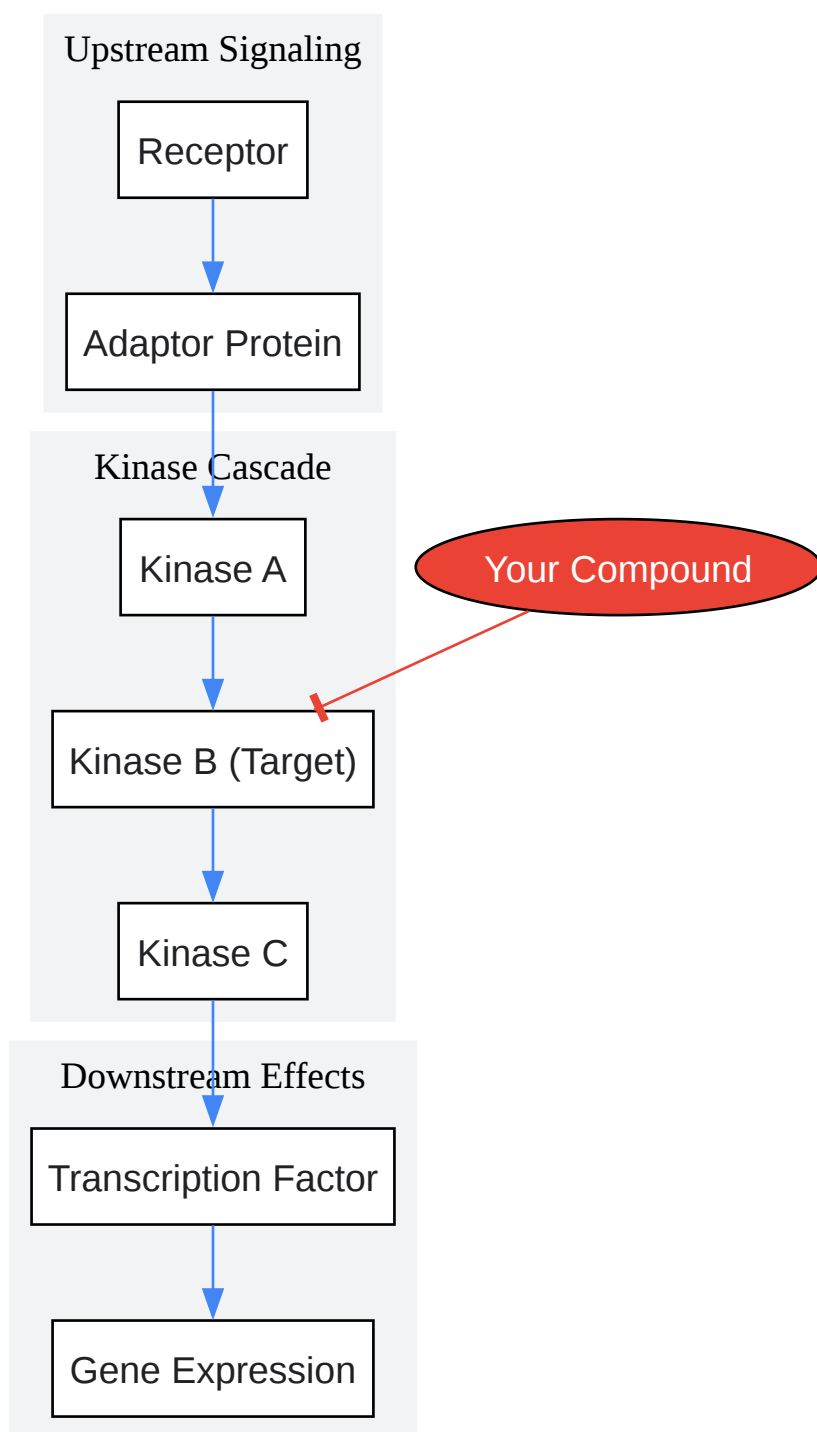 Upstream Signaling
Receptor
Adaptor Protein
Kinase Cascade
Kinase A
Your Compound
Kinase B (Target)
Kinase C
Downstream Effects
Transcription Factor
Gene Expression